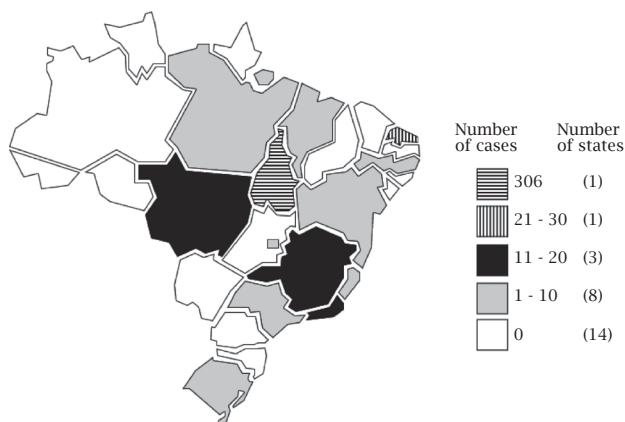 Number Number
of cases of states
306 (1)
21 - 30 (1)
11 - 20 (3)
1 - 10 (8)
0 (14)